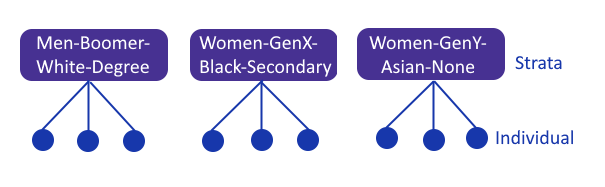 Men-Boomer-
White-Degree
Women-GenX-
Black-Secondary
Women-GenY-
Asian-None
Strata
Individual